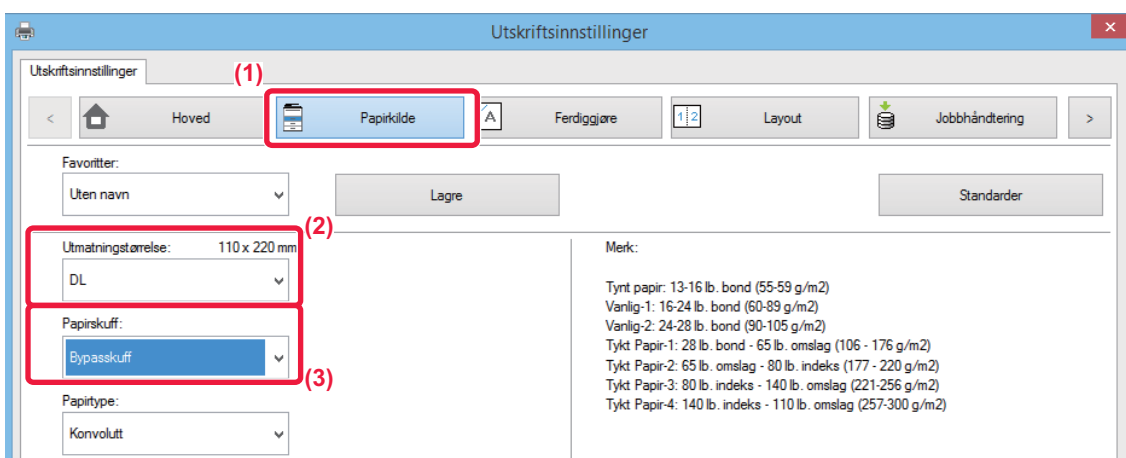 Utskriftsinnstillinger
Utskriftsinnstillinger
(1)
< Hoved Papirkilde A Ferdiggjøre 1 2 Layout Jobbhåndtering >
Favoritter:
Uten navn Lagre Standarder
(2)
Utmatningstørrelse: 110 x 220 mm
DL
Papirskuff:
Bypasskuff
(3)
Papirtype:
Konvolutt
Merk:
Tynt papir: 13-16 lb. bond (55-59 g/m2)
Vanlig-1: 16-24 lb. bond (60-89 g/m2)
Vanlig-2: 24-28 lb. bond (90-105 g/m2)
Tykt Papir-1: 28 lb. bond - 65 lb. omslag (106 - 176 g/m2)
Tykt Papir-2: 65 lb. omslag - 80 lb. indeks (177 - 220 g/m2)
Tykt Papir-3: 80 lb. indeks - 140 lb. omslag (221-256 g/m2)
Tykt Papir-4: 140 lb. indeks - 110 lb. omslag (257-300 g/m2)